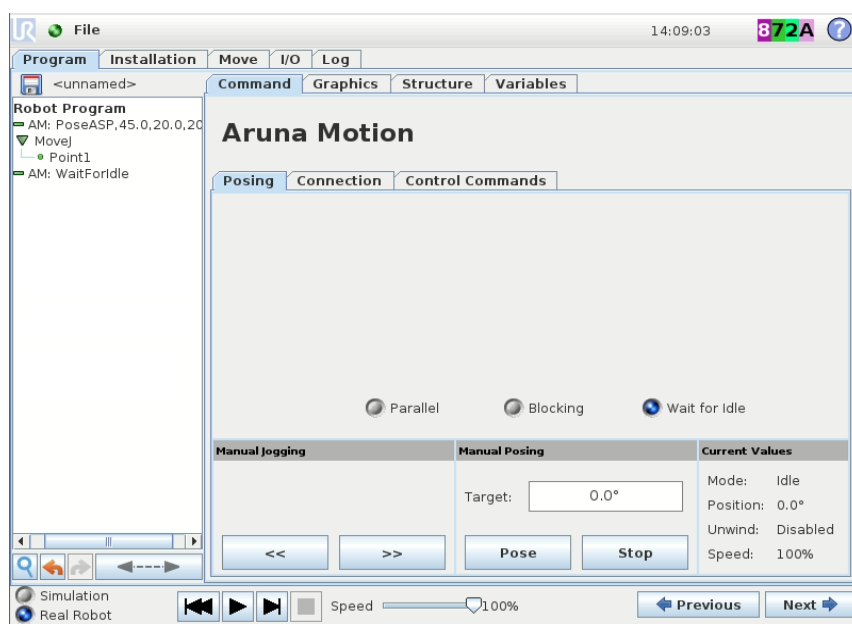 UR File 14:09:03 872A ?
Program Installation Move I/O Log
<unnamed> Command Graphics Structure Variables
Robot Program
AM: PoseASP,45.0,20.0,20
MoveJ
Point1
AM: WaitForIdle
Aruna Motion
Posing Connection Control Commands
Parallel Blocking Wait for Idle
Manual Jogging Manual Posing Current Values
Mode: Idle
Target: 0.0° Position: 0.0°
Unwind: Disabled
<< >> Pose Stop Speed: 100%
Simulation
Real Robot Speed 100% Previous Next